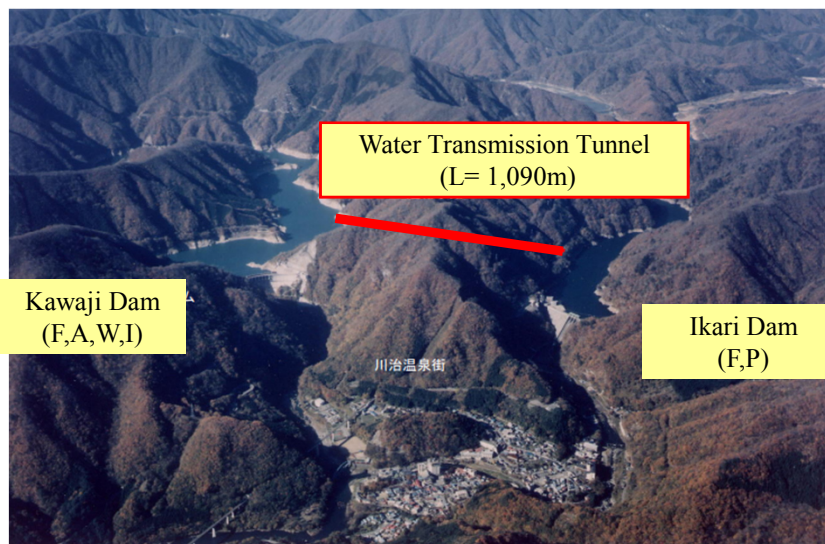 Water Transmission Tunnel
(L= 1,090m)
Kawaji Dam
(F,A,W,I)
Ikari Dam
(F,P)
川治温泉街